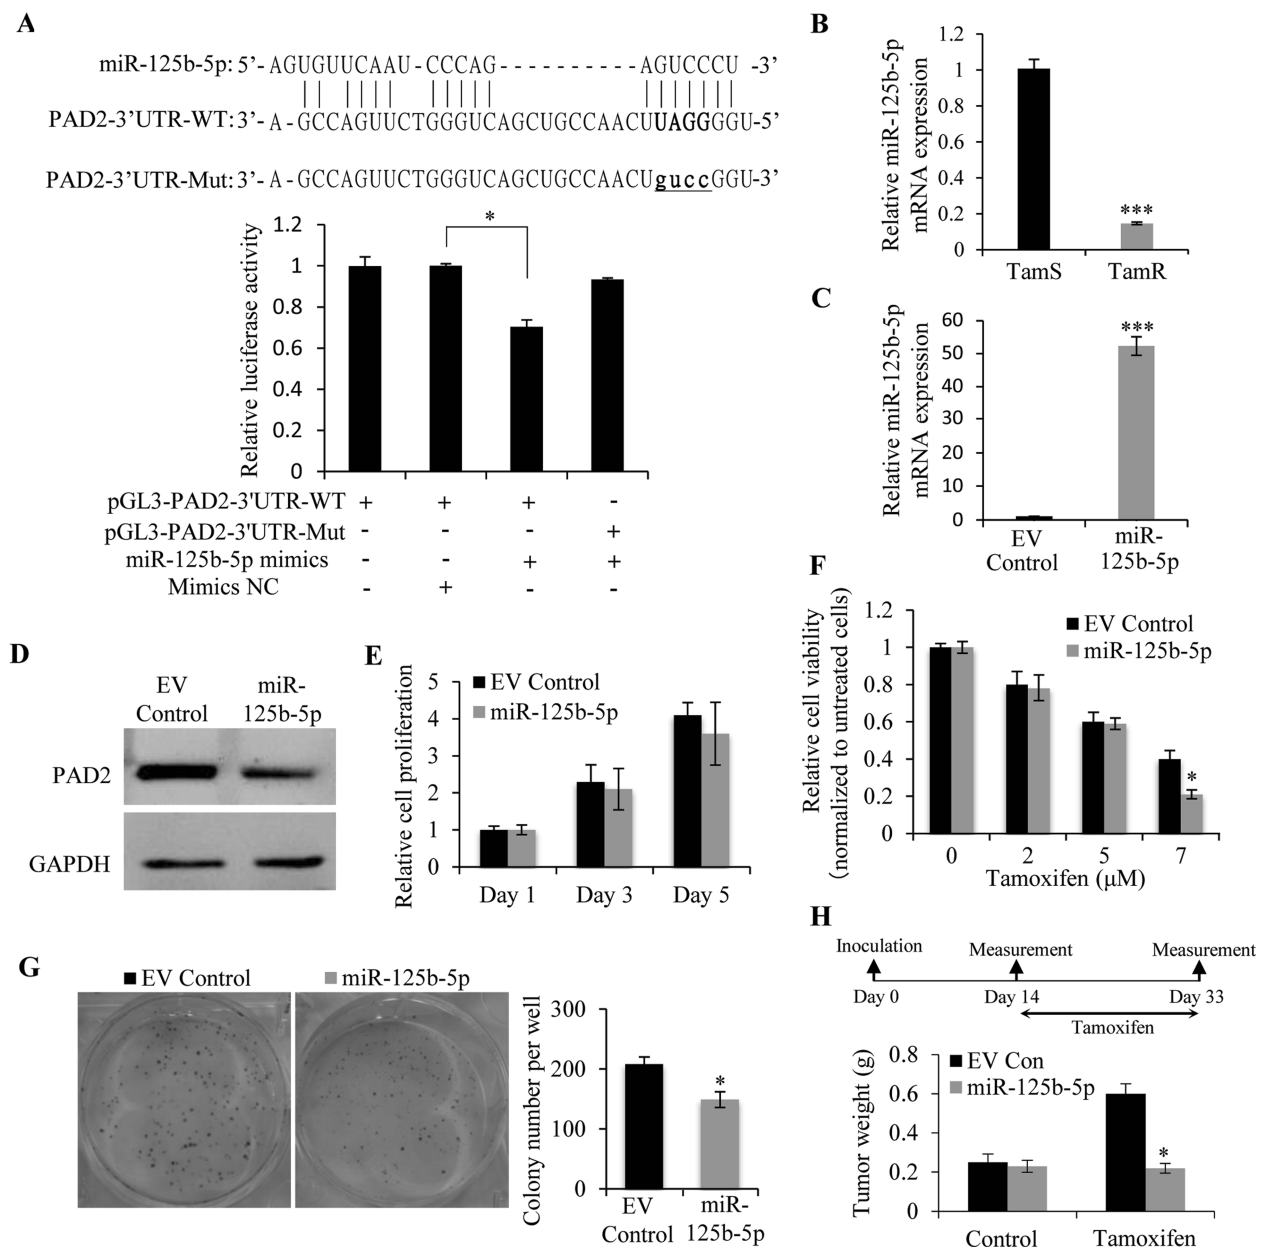 A
miR-125b-5p: 5’- AGUGUUCAAU -CCCAG- - - - - - - - - -AGUCCCU -3’
PAD2-3’UTR-WT: 3’- A -GCCAGUUCUGGGUCAGCUGCCAACUUAGGGGU-5’
PAD2-3’UTR-Mut: 3’- A -GCCAGUUCUGGGUCAGCUGCCAACUguccGGU-3’
Relative luciferase activity
1.2
1
0.8
0.6
0.4
0.2
0
*
pGL3-PAD2-3'UTR-WT + + + -
pGL3-PAD2-3'UTR-Mut - - - +
miR-125b-5p mimics - - + +
Mimics NC - + - -
B
Relative miR-125b-5p
mRNA expression
1.2
1
0.8
0.6
0.4
0.2
0
***
TamS TamR
C
Relative miR-125b-5p
mRNA expression
60
50
40
30
20
10
0
***
EV
Control
miR-
125b-5p
D
EV
Control
miR-
125b-5p
PAD2
GAPDH
E
Relative cell proliferation
5
4
3
2
1
0
EV Control
miR-125b-5p
Day 1 Day 3 Day 5
F
Relative cell viability
(normalized to untreated cells)
1.2
1
0.8
0.6
0.4
0.2
0
EV Control
miR-125b-5p
*
0 2 5 7
Tamoxifen (μM)
G
EV Control miR-125b-5p
Colony number per well
300
200
100
0
*
EV
Control
miR-
125b-5p
H
Inoculation Measurement Measurement
Day 0 Day 14 Day 33
Tamoxifen
Tumor weight (g)
0.8
0.6
0.4
0.2
0
EV Con
miR-125b-5p
*
Control Tamoxifen